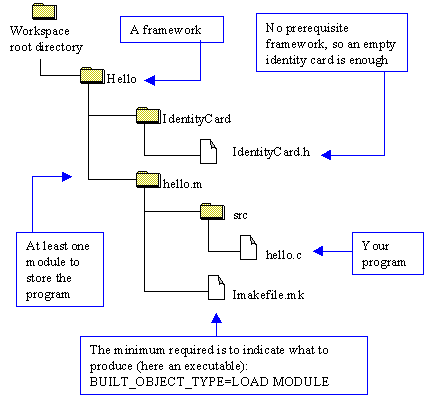 Workspace
root directory
A framework
No prerequisite
framework, so an empty
identity card is enough
Hello
IdentityCard
IdentityCard.h
hello.m
src
At least one
module to
store the
program
hello.c
Your
program
Imakefile.mk
The minimum required is to indicate what to
produce (here an executable):
BUILT_OBJECT_TYPE=LOAD MODULE